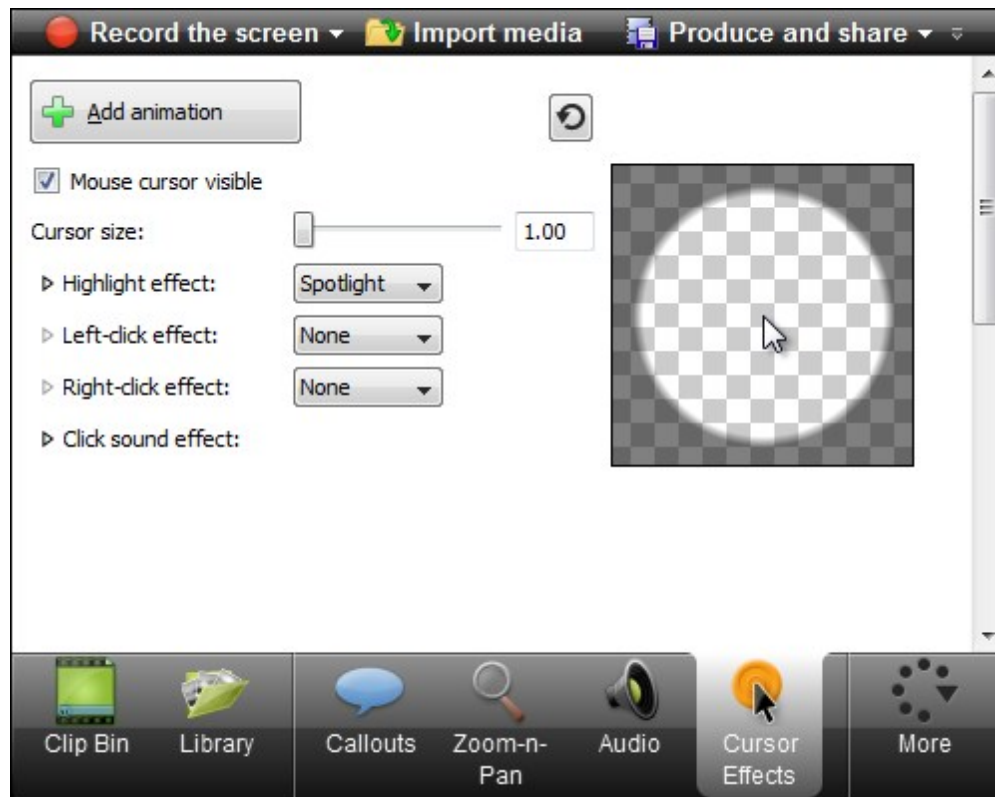 Record the screen Import media Produce and share
Add animation
Mouse cursor visible
Cursor size: 1.00
Highlight effect: Spotlight
Left-click effect: None
Right-click effect: None
Click sound effect:
Clip Bin Library Callouts Zoom-n- Audio Cursor More
Pan Effects